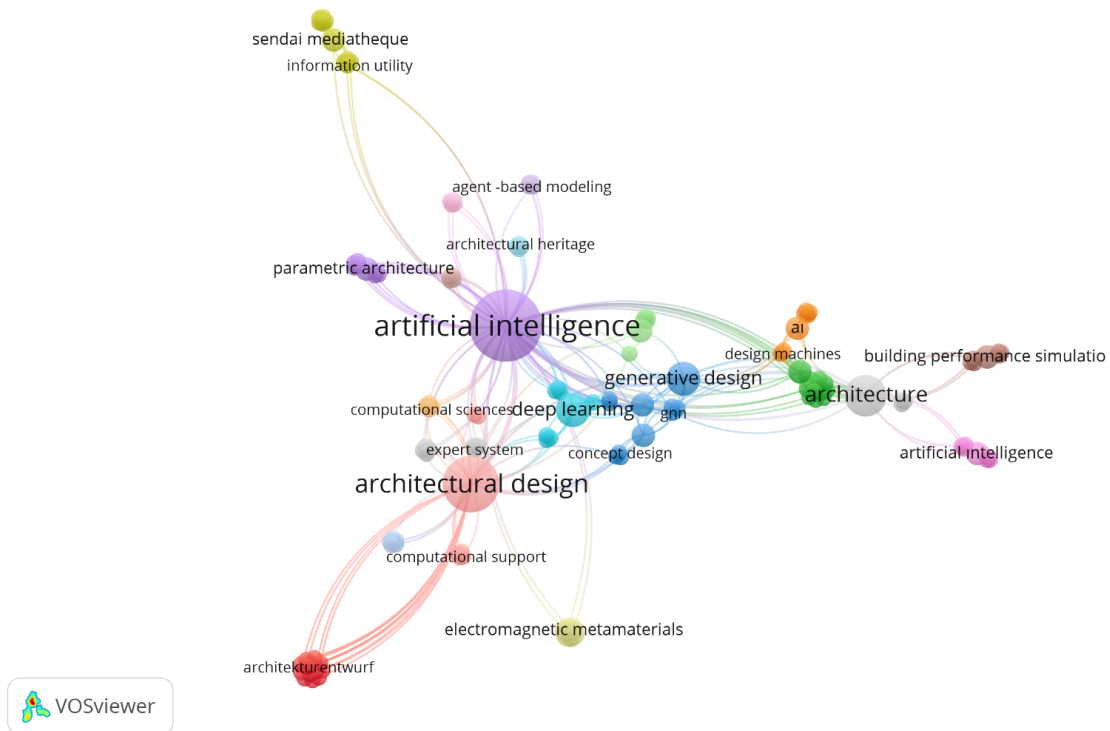 sendai mediatheque
information utility
agent -based modeling
architectural heritage
parametric architecture
artificial intelligence
ai
design machines
building performance simulatio
generative design
architecture
computational sciences
deep learning
gnn
expert system
concept design
artificial intelligence
architectural design
computational support
electromagnetic metamaterials
architekturentwurf
VOSviewer